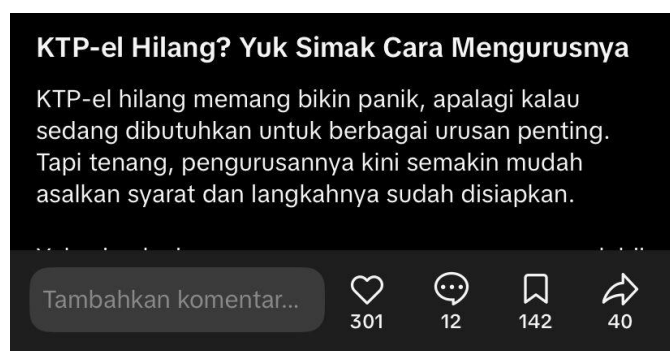 KTP-el Hilang? Yuk Simak Cara Mengurusnya
KTP-el hilang memang bikin panik, apalagi kalau
sedang dibutuhkan untuk berbagai urusan penting.
Tapi tenang, pengurusannya kini semakin mudah
asalkan syarat dan langkahnya sudah disiapkan.
Tambahkan komentar...
301
12
142
40